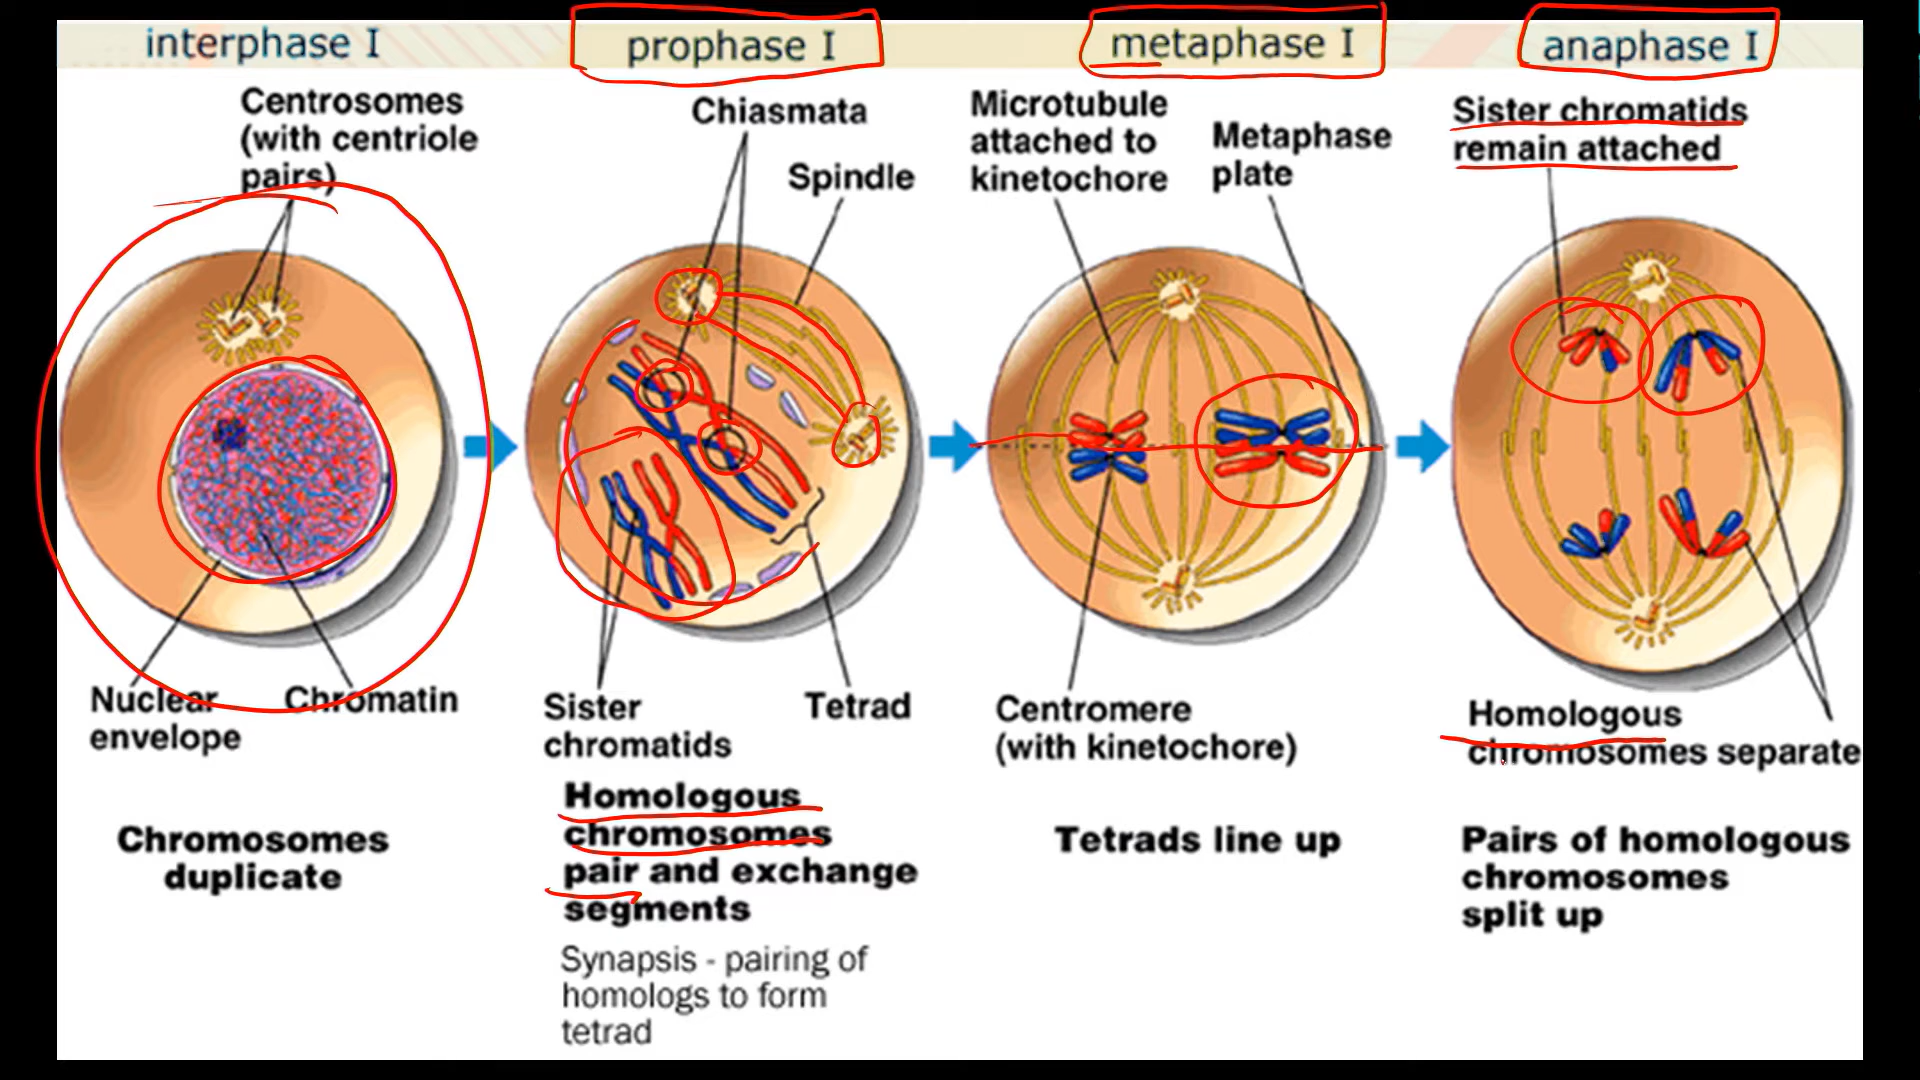 interphase I
Centrosomes
(with centriole
pairs)
Nuclear
envelope
Chromatin
Chromosomes
duplicate
prophase I
Chiasmata
Spindle
Sister
chromatids
Tetrad
Homologous
chromosomes
pair and exchange
segments
Synapsis - pairing of
homologs to form
tetrad
metaphase I
Microtubule
attached to
kinetochore
Metaphase
plate
Centromere
(with kinetochore)
Tetrads line up
anaphase I
Sister chromatids
remain attached
Homologous
chromosomes separate
Pairs of homologous
chromosomes
split up